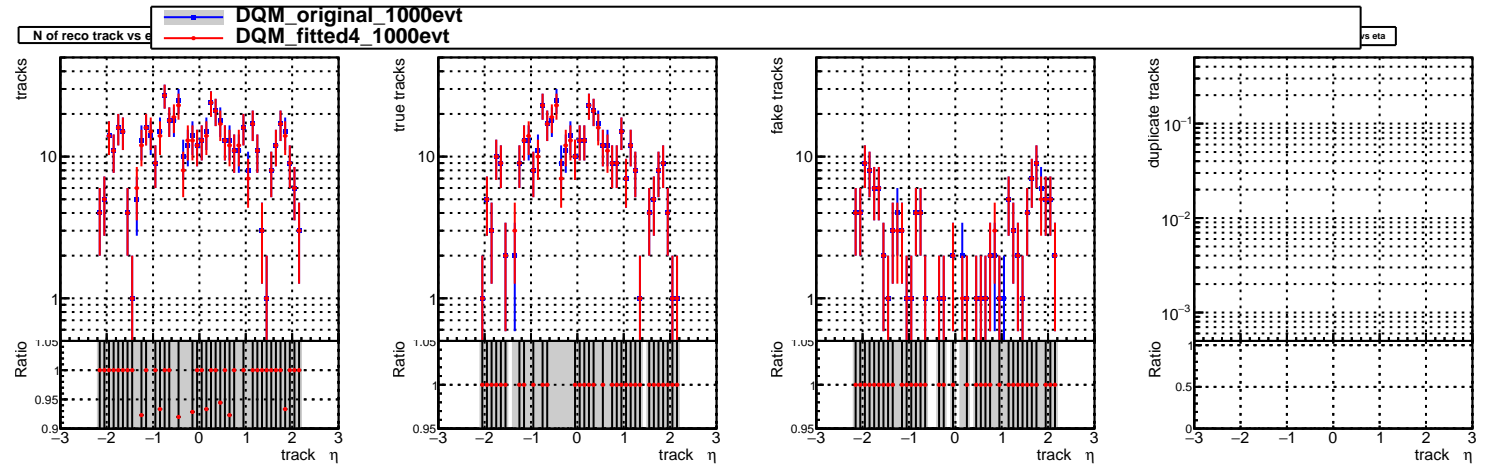 DQM_original_1000evt
DQM_fitted4_1000evt
N of reco track vs e
vs eta
tracks
10
1
Ratio
1.05
1
0.95
0.9
−3 −2 −1 0 1 2 3
track η
true tracks
10
1
Ratio
1.05
1
0.95
−3 −2 −1 0 1 2 3
track η
fake tracks
10
1
Ratio
1.05
1
0.95
−3 −2 −1 0 1 2 3
track η
duplicate tracks
10−1
10−2
10−3
Ratio
1
0.5
0
−3 −2 −1 0 1 2 3
track η